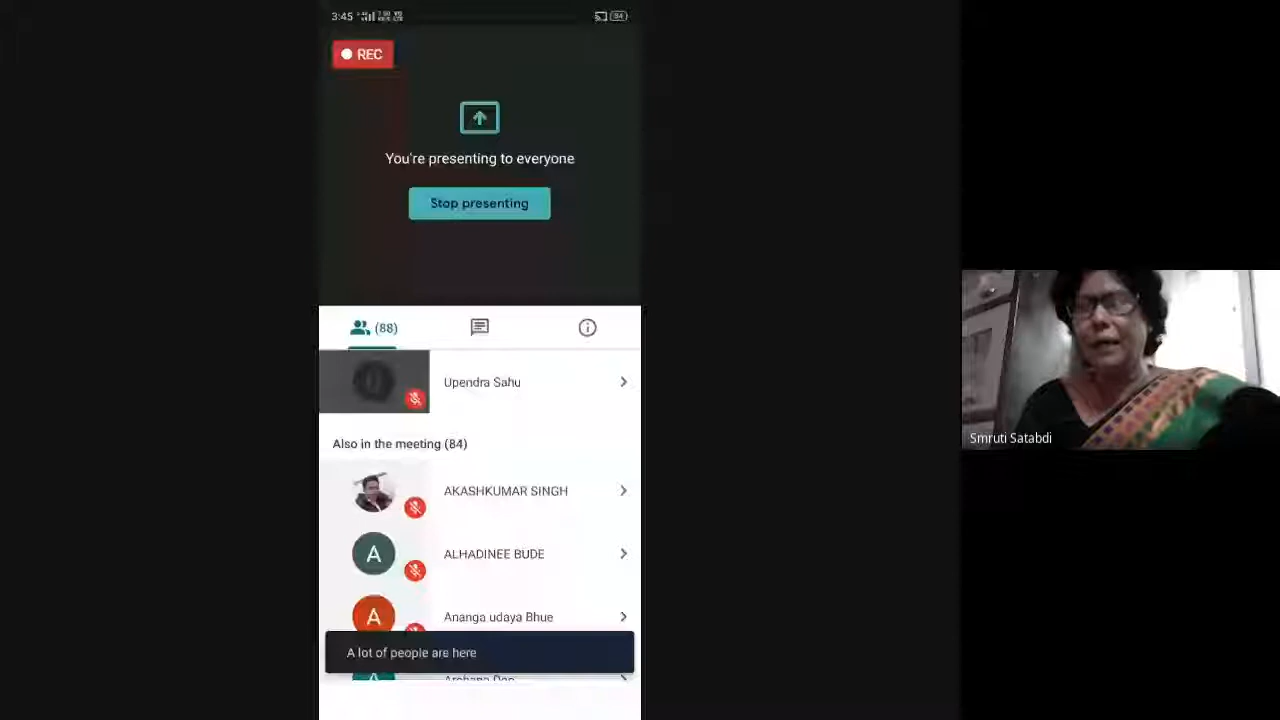 3:45
84
REC
You're presenting to everyone
Stop presenting
(88)
Upendra Sahu
Also in the meeting (84)
AKASHKUMAR SINGH
A
ALHADINEE BUDE
A
Ananga udaya Bhue
A lot of people are here
Smruti Satabdi